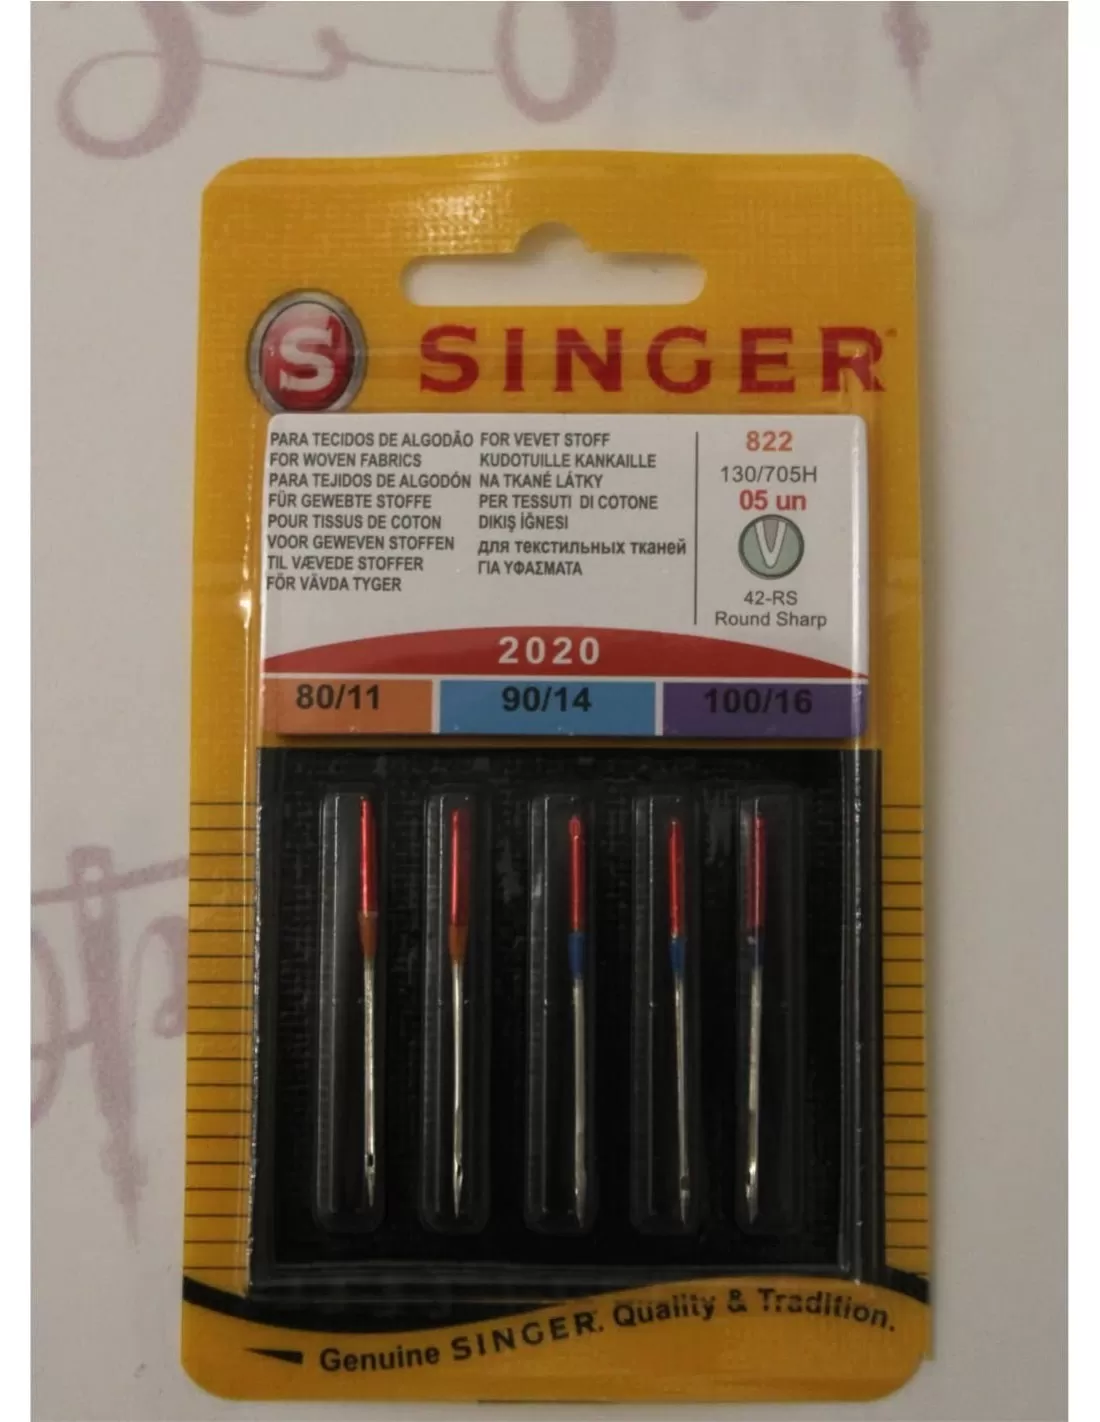 S SINGER
PARA TECIDOS DE ALGODÃO
FOR WOVEN FABRICS
PARA TEJIDOS DE ALGODÓN
FÜR GEWEBTE STOFFE
POUR TISSUS DE COTON
VOOR GEWEVEN STOFFEN
TIL VÆVEDE STOFFER
FÖR VÄVDA TYGER
FOR VEVET STOFF
KUDOTUILLE KANKAILLE
NA TKANÉ LÁTKY
PER TESSUTI DI COTONE
DIKIŞ İĞNESI
для текстильных тканей
ΓΙΑ ΥΦΑΣΜΑΤΑ
822
130/705H
05 un
42-RS
Round Sharp
2020
80/11 90/14 100/16
Genuine SINGER. Quality & Tradition.